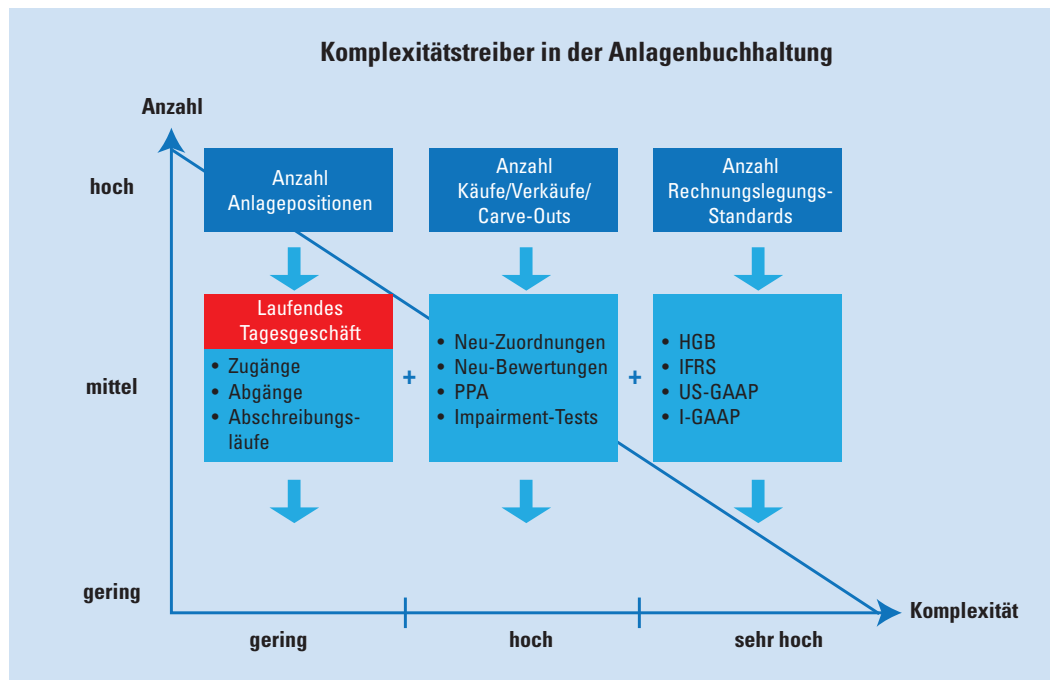 Komplexitätstreiber in der Anlagenbuchhaltung
Anzahl
hoch
Anzahl
Anlagepositionen
Anzahl
Käufe/Verkäufe/
Carve-Outs
Anzahl
Rechnungslegungs-
Standards
mittel
Laufendes
Tagesgeschäft
• Zugänge
• Abgänge
• Abschreibungs-
läufe
+
• Neu-Zuordnungen
• Neu-Bewertungen
• PPA
• Impairment-Tests
+
• HGB
• IFRS
• US-GAAP
• I-GAAP
gering
Komplexität
gering
hoch
sehr hoch